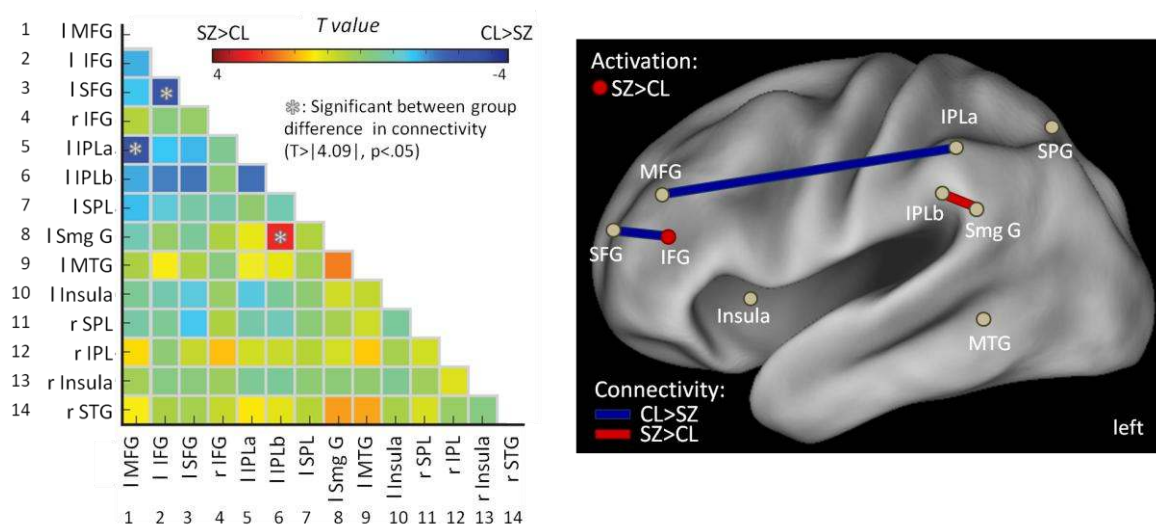 T value
SZ>CL CL>SZ
4 -4
✽: Significant between group
difference in connectivity
(T>|4.09|, p<.05)
1 l MFG
2 l IFG
3 l SFG
4 r IFG
5 l IPLa
6 l IPLb
7 l SPL
8 l Smg G
9 l MTG
10 l Insula
11 r SPL
12 r IPL
13 r Insula
14 r STG
l MFG
l IFG
l SFG
r IFG
l IPLa
l IPLb
l SPL
l Smg G
l MTG
l Insula
r SPL
r IPL
r Insula
r STG
1 2 3 4 5 6 7 8 9 10 11 12 13 14
Activation:
SZ>CL
IPLa
SPG
MFG
IPLb
Smg G
SFG
IFG
Insula
MTG
Connectivity:
CL>SZ
SZ>CL
left